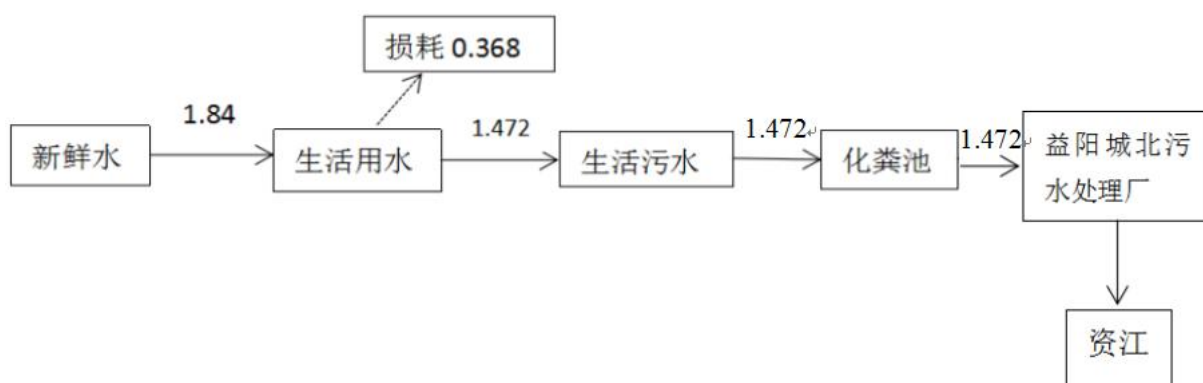 损耗 0.368
1.84
新鲜水
生活用水
1.472
生活污水
1.472
化粪池
1.472
益阳城北污
水处理厂
资江